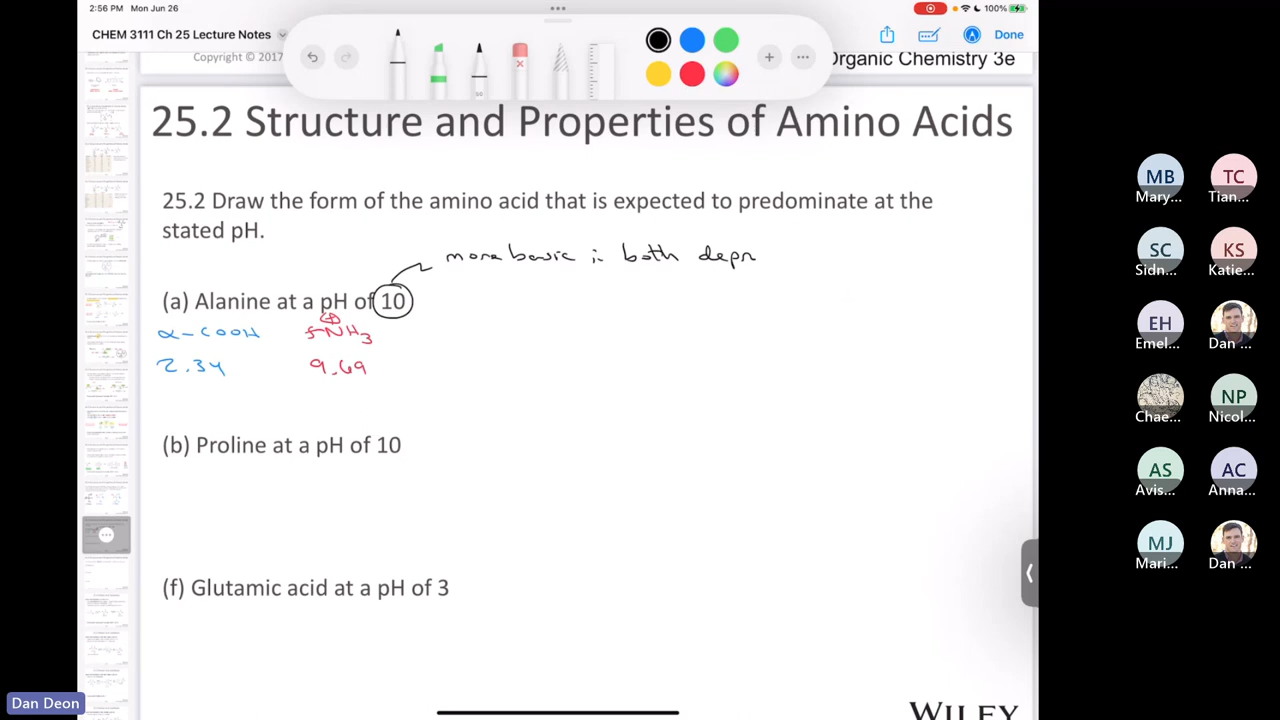 2:56 PM Mon Jun 26
100%
CHEM 3111 Ch 25 Lecture Notes
Done
Copyright © 2017
Organic Chemistry 3e
25.2 Structure and Properties of Amino Acids
25.2 Draw the form of the amino acid that is expected to predominate at the
stated pH.
more basic ∴ both depr
(a) Alanine at a pH of 10
α-COOH
NH3
2.34
9.69
(b) Proline at a pH of 10
(f) Glutamic acid at a pH of 3
WILEY
Dan Deon
MB
Mary...
TC
Tian...
SC
Sidn...
KS
Katie...
EH
Emel...
Dan ...
Chae...
NP
Nicol...
AS
Avis...
AC
Anna...
MJ
Mari...
Dan ...